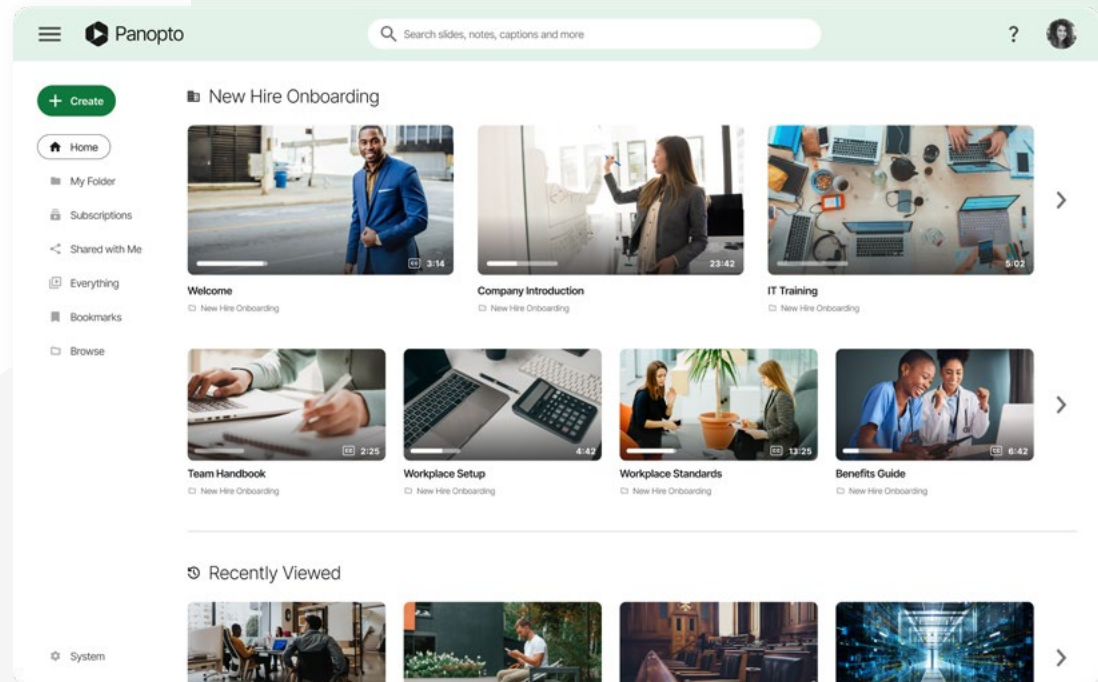 Panopto
Search slides, notes, captions and more
?
Create
Home
My Folder
Subscriptions
Shared with Me
Everything
Bookmarks
Browse
System
New Hire Onboarding
CC 3:14
23:42
5:02
Welcome
Company Introduction
IT Training
New Hire Onboarding
New Hire Onboarding
New Hire Onboarding
CC 2:25
4:42
CC 13:25
CC 6:42
Team Handbook
Workplace Setup
Workplace Standards
Benefits Guide
New Hire Onboarding
New Hire Onboarding
New Hire Onboarding
New Hire Onboarding
Recently Viewed